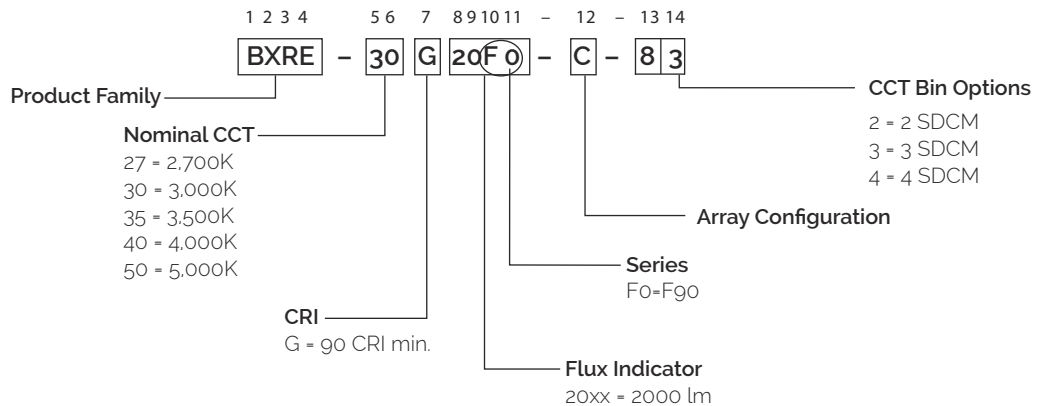 1 2 3 4 5 6 7 8 9 10 11 – 12 – 13 14
BXRE – 30 G 20F 0 – C – 8 3
Product Family
Nominal CCT
27 = 2,700K
30 = 3,000K
35 = 3,500K
40 = 4,000K
50 = 5,000K
CRI
G = 90 CRI min.
Flux Indicator
20xx = 2000 lm
Series
F0=F90
Array Configuration
CCT Bin Options
2 = 2 SDCM
3 = 3 SDCM
4 = 4 SDCM